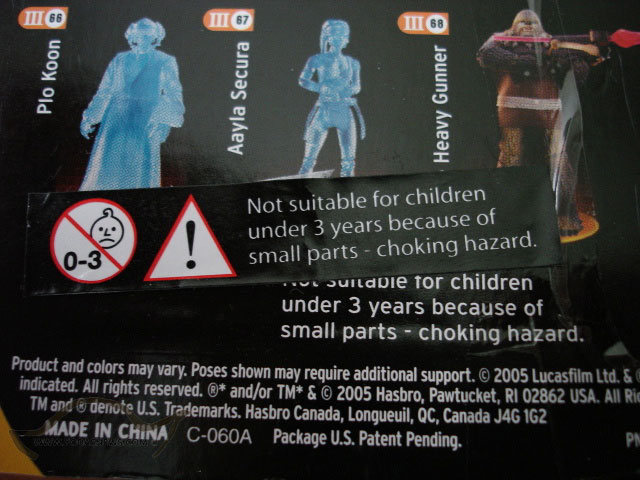 III 66
Plo Koon
III 67
Aayla Secura
III 68
Heavy Gunner
0-3
!
Not suitable for children
under 3 years because of
small parts - choking hazard.
Not suitable for children
under 3 years because of
small parts - choking hazard.
Product and colors may vary. Poses shown may require additional support. © 2005 Lucasfilm Ltd. & ©
indicated. All rights reserved. ®* and/or TM* & © 2005 Hasbro, Pawtucket, RI 02862 USA. All Ri
TM and ® denote U.S. Trademarks. Hasbro Canada, Longueuil, QC, Canada J4G 1G2
MADE IN CHINA C-060A Package U.S. Patent Pending. PN